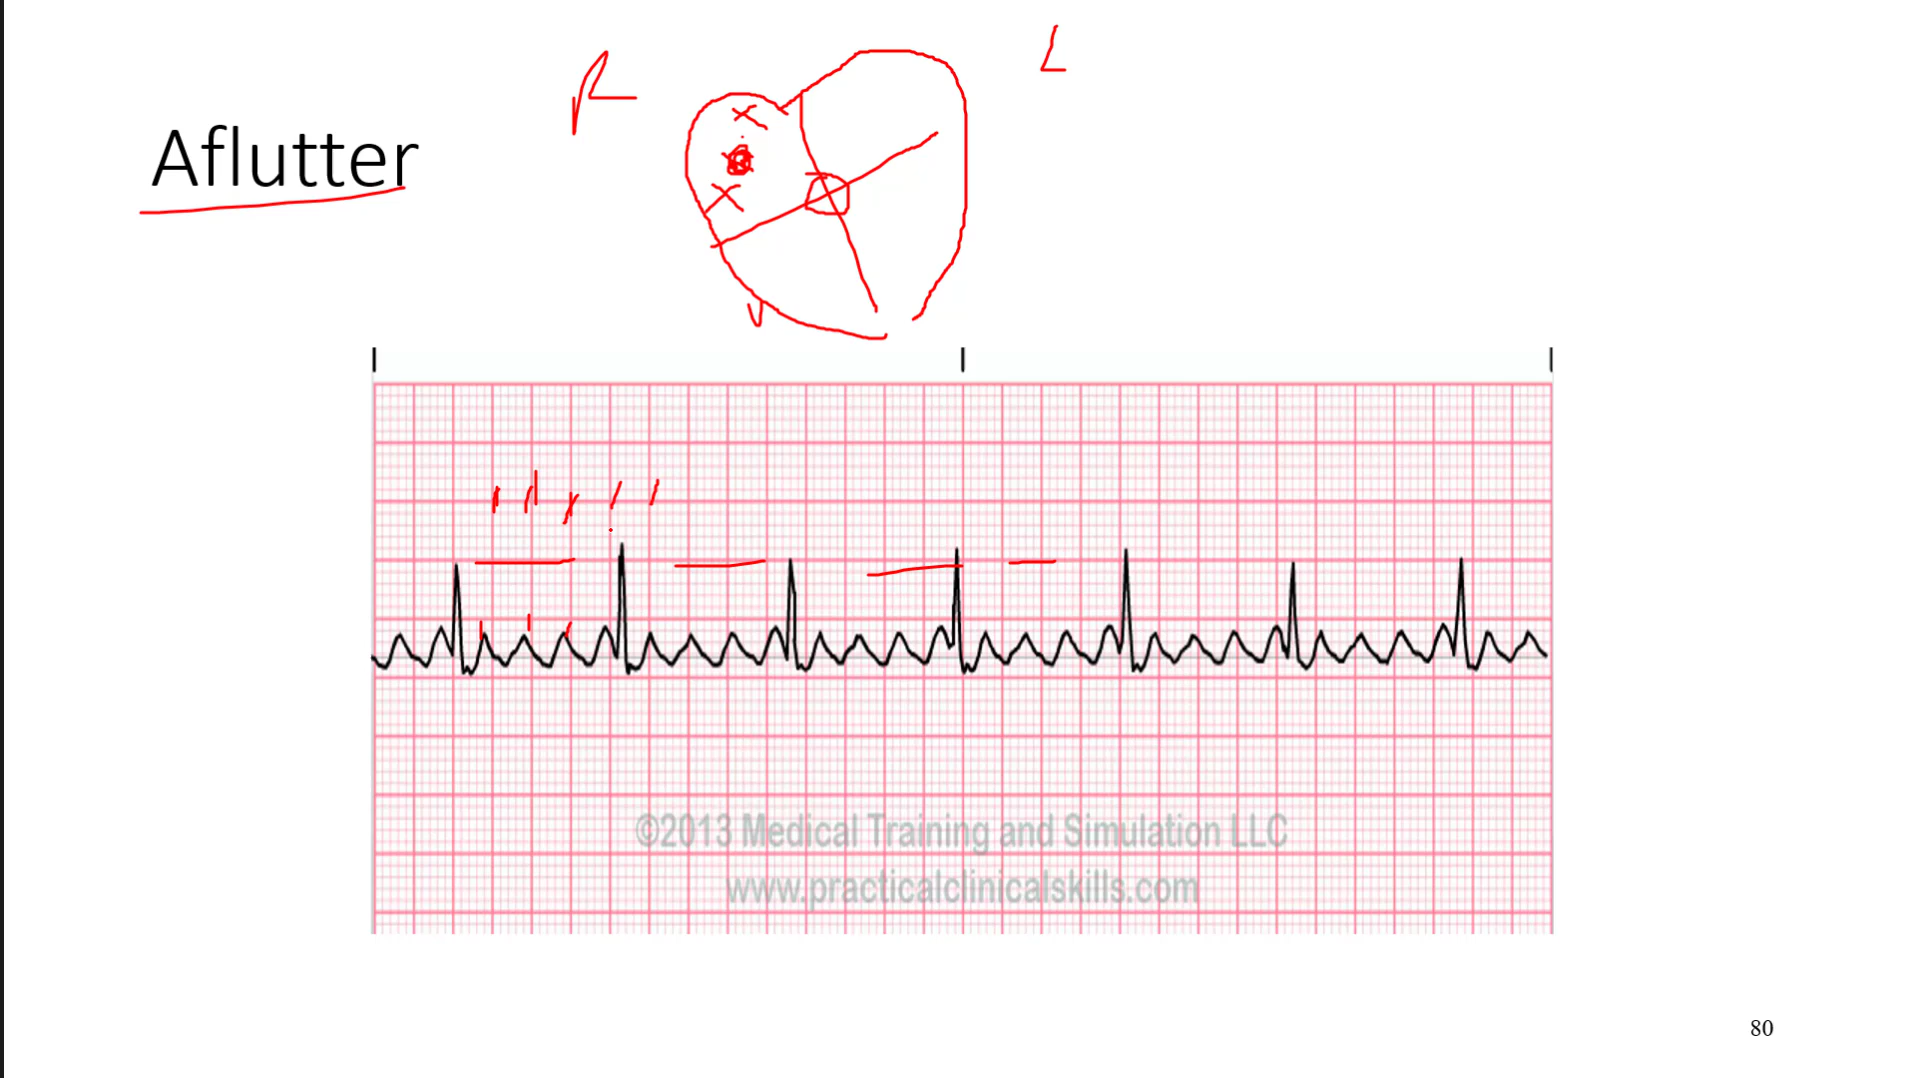 R
L
Aflutter
©2013 Medical Training and Simulation LLC
www.practicalclinicalskills.com
80